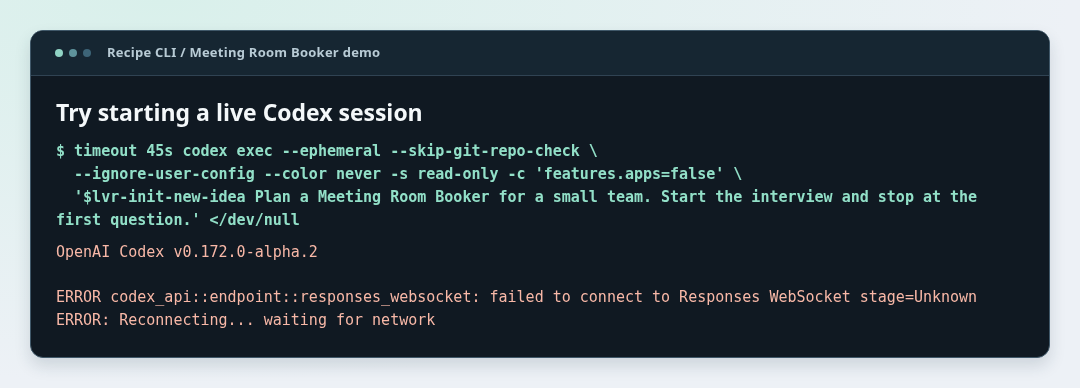 Recipe CLI / Meeting Room Booker demo
Try starting a live Codex session
$ timeout 45s codex exec --ephemeral --skip-git-repo-check \
  --ignore-user-config --color never -s read-only -c 'features.apps=false' \
  '$lvr-init-new-idea Plan a Meeting Room Booker for a small team. Start the interview and stop at the
first question.' </dev/null
OpenAI Codex v0.172.0-alpha.2
ERROR codex_api::endpoint::responses_websocket: failed to connect to Responses WebSocket stage=Unknown
ERROR: Reconnecting... waiting for network